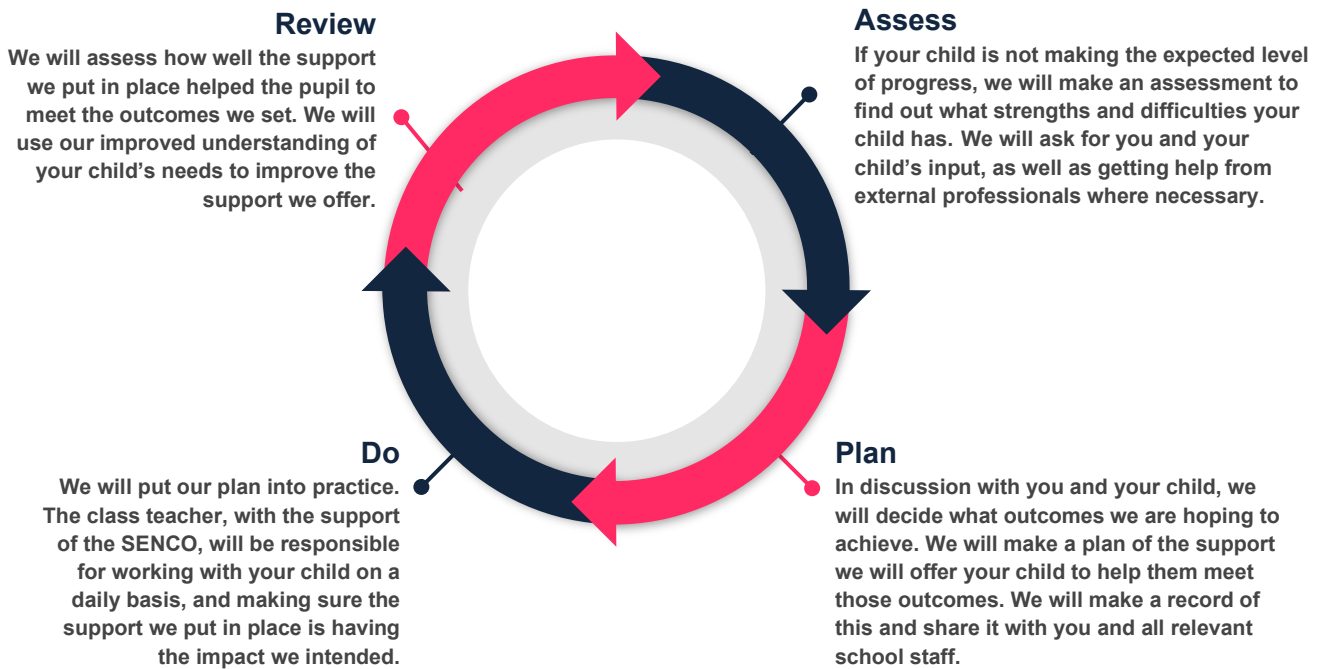 Review
We will assess how well the support
we put in place helped the pupil to
meet the outcomes we set. We will
use our improved understanding of
your child’s needs to improve the
support we offer.
Assess
If your child is not making the expected level
of progress, we will make an assessment to
find out what strengths and difficulties your
child has. We will ask for you and your
child’s input, as well as getting help from
external professionals where necessary.
Do
We will put our plan into practice.
The class teacher, with the support
of the SENCO, will be responsible
for working with your child on a
daily basis, and making sure the
support we put in place is having
the impact we intended.
Plan
In discussion with you and your child, we
will decide what outcomes we are hoping to
achieve. We will make a plan of the support
we will offer your child to help them meet
those outcomes. We will make a record of
this and share it with you and all relevant
school staff.